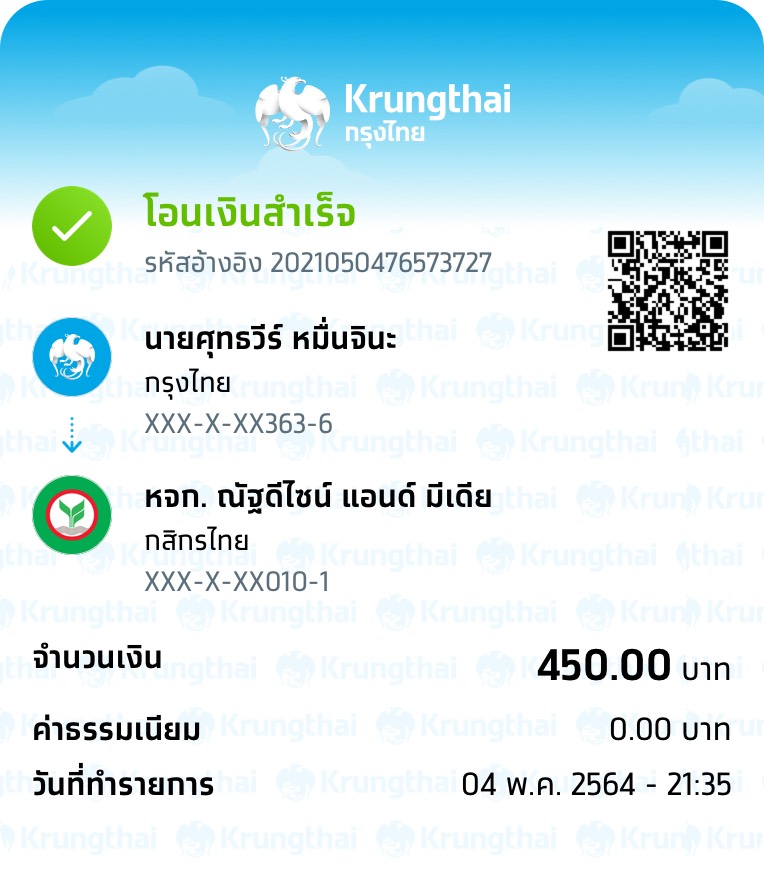 Krungthai
กรุงไทย
โอนเงินสำเร็จ
รหัสอ้างอิง 2021050476573727
นายศุทธวีร์ หมื่นจินะ
กรุงไทย
XXX-X-XX363-6
หจก. ณัฐดีไซน์ แอนด์ มีเดีย
กสิกรไทย
XXX-X-XX010-1
จำนวนเงิน 450.00 บาท
ค่าธรรมเนียม 0.00 บาท
วันที่ทำรายการ 04 พ.ค. 2564 - 21:35